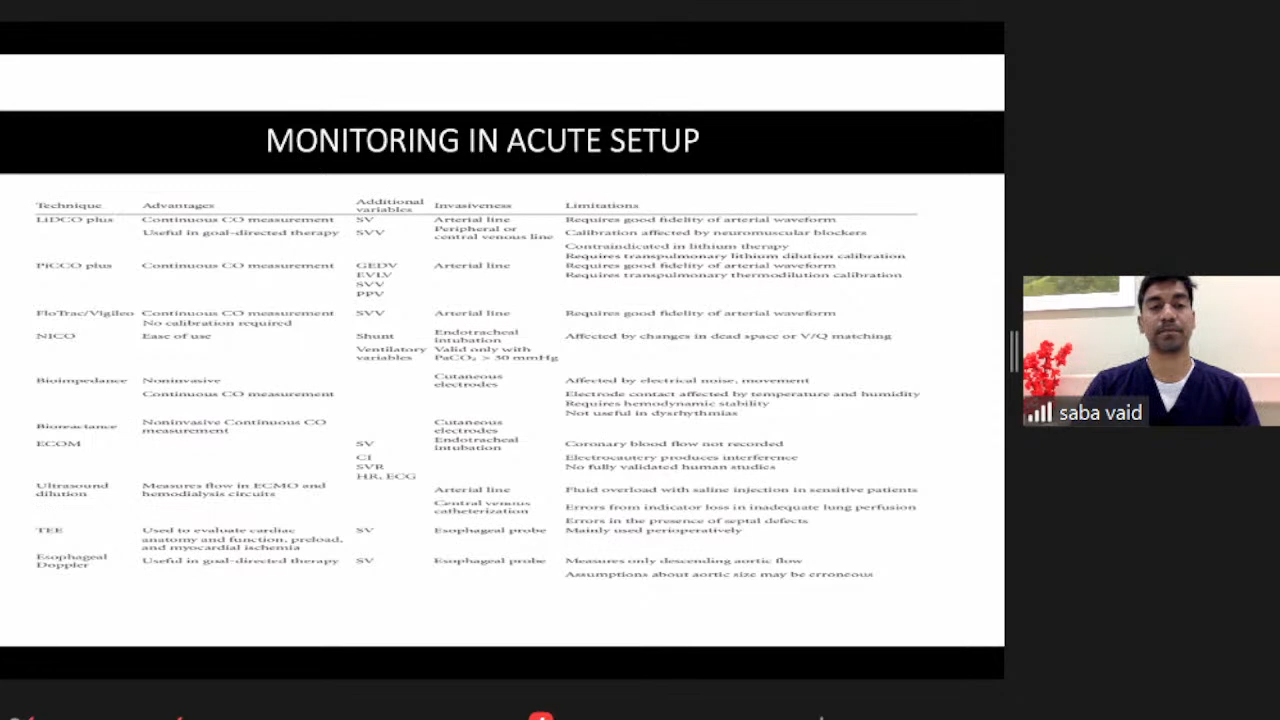 MONITORING IN ACUTE SETUP
Technique Advantages Additional variables Invasiveness Limitations
LiDCO plus Continuous CO measurement SV Arterial line Requires good fidelity of arterial waveform
Useful in goal-directed therapy SVV Peripheral or central venous line Calibration affected by neuromuscular blockers
Contraindicated in lithium therapy
Requires transpulmonary lithium dilution calibration
PiCCO plus Continuous CO measurement GEDV Arterial line Requires good fidelity of arterial waveform
EVLV Requires transpulmonary thermodilution calibration
SVV
PPV
FloTrac/Vigileo Continuous CO measurement SVV Arterial line Requires good fidelity of arterial waveform
No calibration required
NICO Ease of use Shunt Endotracheal intubation Affected by changes in dead space or V/Q matching
Ventilatory variables Valid only with PaCO₂ > 30 mmHg
Bioimpedance Noninvasive Cutaneous electrodes Affected by electrical noise, movement
Continuous CO measurement Electrode contact affected by temperature and humidity
Requires hemodynamic stability
Not useful in dysrhythmias
Bioreactance Noninvasive Continuous CO measurement Cutaneous electrodes
ECOM SV Endotracheal intubation Coronary blood flow not recorded
CI Electrocautery produces interference
SVR No fully validated human studies
HR, ECG
Ultrasound dilution Measures flow in ECMO and hemodialysis circuits Arterial line Fluid overload with saline injection in sensitive patients
Central venous catheterization Errors from indicator loss in inadequate lung perfusion
Errors in the presence of septal defects
TEE Used to evaluate cardiac anatomy and function, preload, and myocardial ischemia SV Esophageal probe Mainly used perioperatively
Esophageal Doppler Useful in goal-directed therapy SV Esophageal probe Measures only descending aortic flow
Assumptions about aortic size may be erroneous
saba vaid